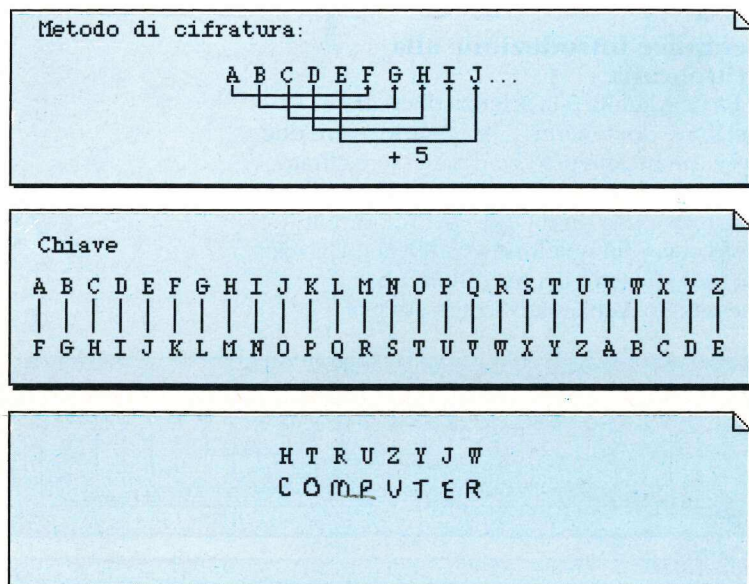 Metodo di cifratura:
A B C D E F G H I J...
+ 5
Chiave
A B C D E F G H I J K L M N O P Q R S T U V W X Y Z
F G H I J K L M N O P Q R S T U V W X Y Z A B C D E
H T R U Z Y J W
COMPUTER